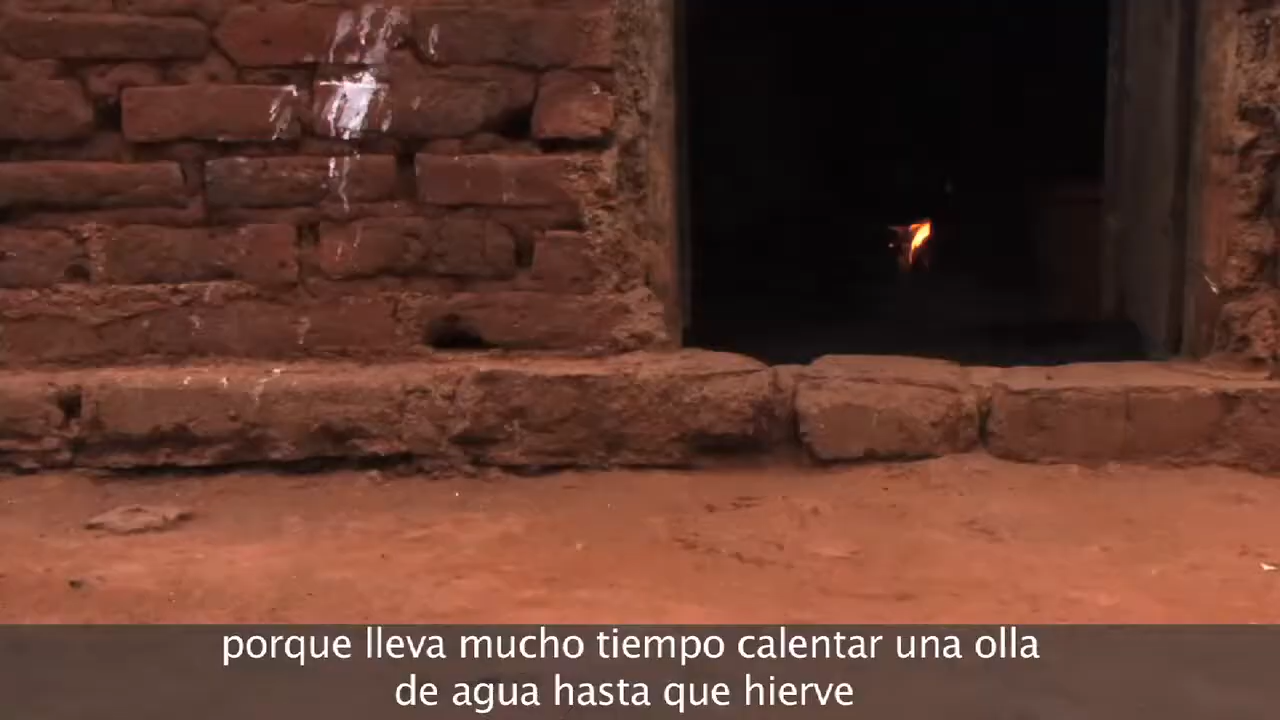 porque lleva mucho tiempo calentar una olla
de agua hasta que hierve